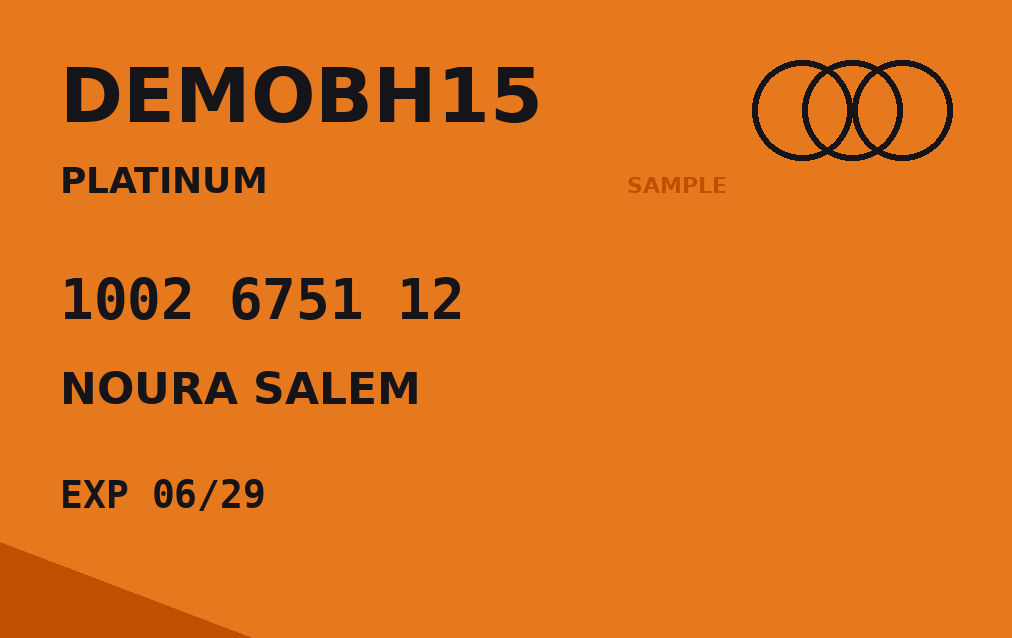 DEMOBH15
PLATINUM
SAMPLE
1002 6751 12
NOURA SALEM
EXP 06/29